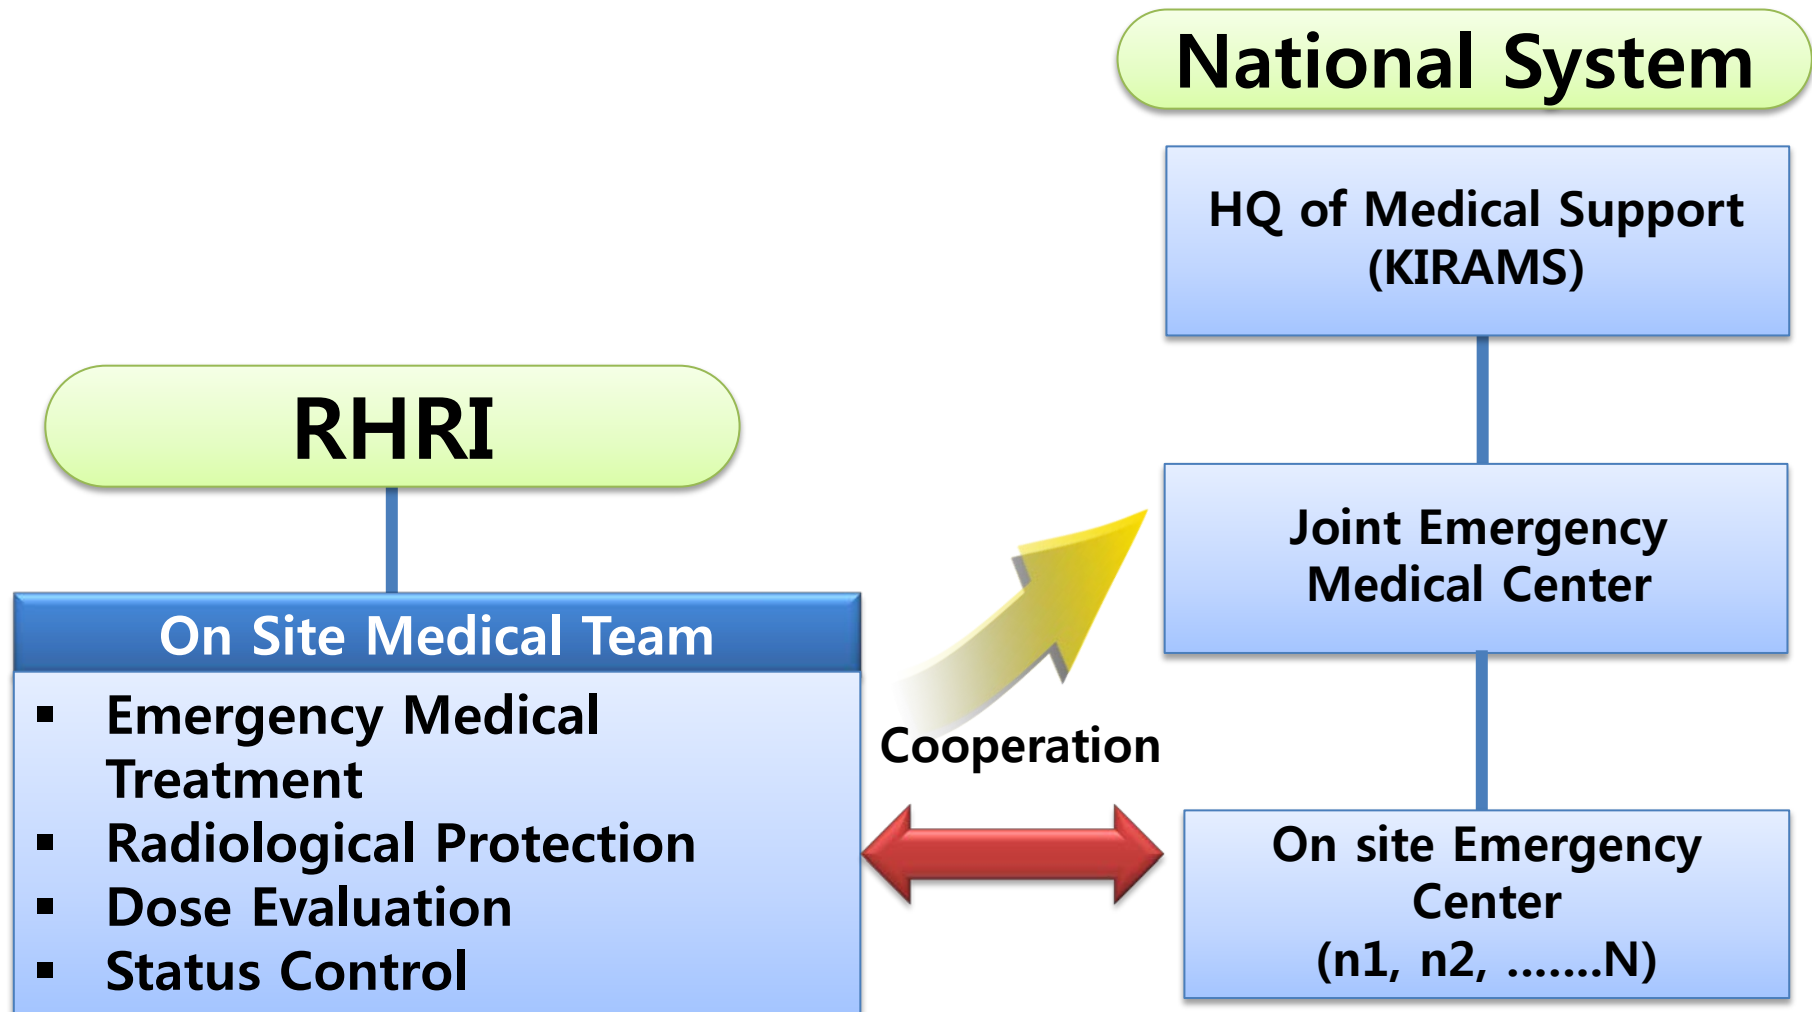 National System
HQ of Medical Support
(KIRAMS)
RHRI
Joint Emergency
Medical Center
On Site Medical Team
▪ Emergency Medical
Treatment
▪ Radiological Protection
▪ Dose Evaluation
▪ Status Control
Cooperation
On site Emergency
Center
(n1, n2, .......N)